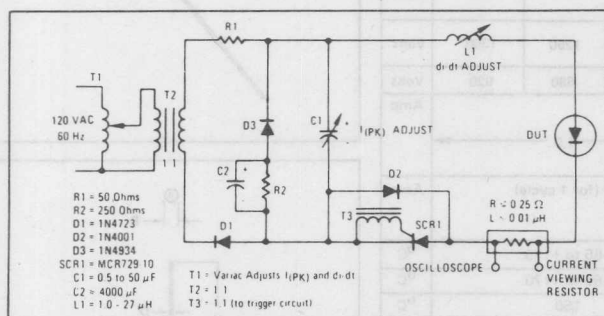 R1
L1
di/dt ADJUST
T1
T2
120 VAC
60 Hz
1 1
D3
C1
I(PK) ADJUST
DUT
C2
+
R2
D2
T3
D1
SCR1
R ≤ 0.25 Ω
L < 0.01 µH
OSCILLOSCOPE
CURRENT
VIEWING
RESISTOR
R1 = 50 Ohms
R2 = 250 Ohms
D1 = 1N4723
D2 = 1N4001
D3 = 1N4934
SCR1 = MCR729 10
C1 = 0.5 to 50 µF
C2 = 4000 µF
L1 = 1.0 - 27 µH
T1 = Variac Adjusts I(PK) and di/dt
T2 = 1:1
T3 = 1:1 (to trigger circuit)